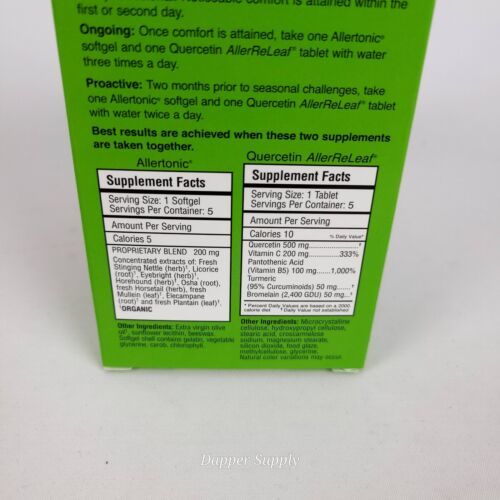 comfort is attained within the
first or second day.
Ongoing: Once comfort is attained, take one Allertonic®
softgel and one Quercetin AllerReLeaf® tablet with water
three times a day.
Proactive: Two months prior to seasonal challenges, take
one Allertonic® softgel and one Quercetin AllerReLeaf® tablet
with water twice a day.
Best results are achieved when these two supplements
are taken together.
Allertonic®
Supplement Facts
Serving Size: 1 Softgel
Servings Per Container: 5
Amount Per Serving
Calories 5
PROPRIETARY BLEND 200 mg
Concentrated extracts of: Fresh
Stinging Nettle (herb)¹, Licorice
(root)¹, Eyebright (herb)¹,
Horehound (herb)¹, Osha (root),
fresh Horsetail (herb), fresh
Mullein (leaf)¹, Elecampane
(root)¹ and fresh Plantain (leaf)¹.
¹ORGANIC
Other Ingredients: Extra virgin olive
oil¹, sunflower lecithin, beeswax.
Softgel shell contains gelatin, vegetable
glycerine, carob, chlorophyll.
Quercetin AllerReLeaf®
Supplement Facts
Serving Size: 1 Tablet
Servings Per Container: 5
Amount Per Serving
Calories 10 % Daily Value*
Quercetin 500 mg............†
Vitamin C 200 mg............333%
Pantothenic Acid
(Vitamin B5) 100 mg......1,000%
Turmeric
(95% Curcuminoids) 50 mg......†
Bromelain (2,400 GDU) 50 mg...†
* Percent Daily Values are based on a 2000
calorie diet † Daily Value not established
Other Ingredients: Microcrystalline
cellulose, hydroxypropyl cellulose,
stearic acid, croscarmellose
sodium, magnesium stearate,
silicon dioxide, food glaze,
methylcellulose, glycerine.
Natural color variations may occur.
Dapper Supply